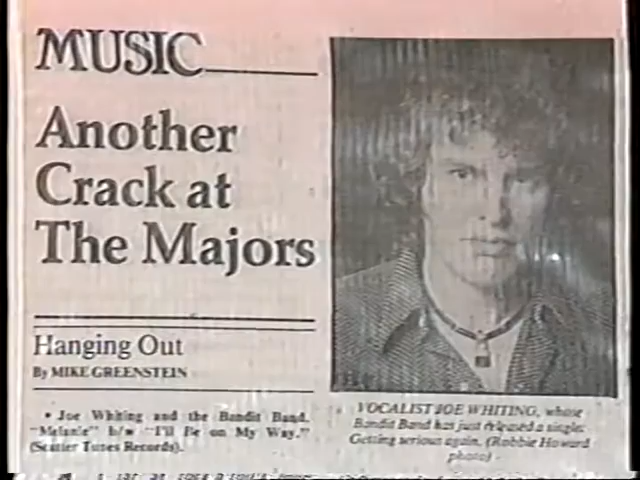 MUSIC
Another
Crack at
The Majors
Hanging Out
By MIKE GREENSTEIN
• Joe Whiting and the Bandit Band.
"Melanie" b/w "I'll Be on My Way."
(Scatter Tunes Records).
VOCALIST JOE WHITING, whose
Bandit Band has just released a single:
Getting serious again. (Robbie Howard
photo)